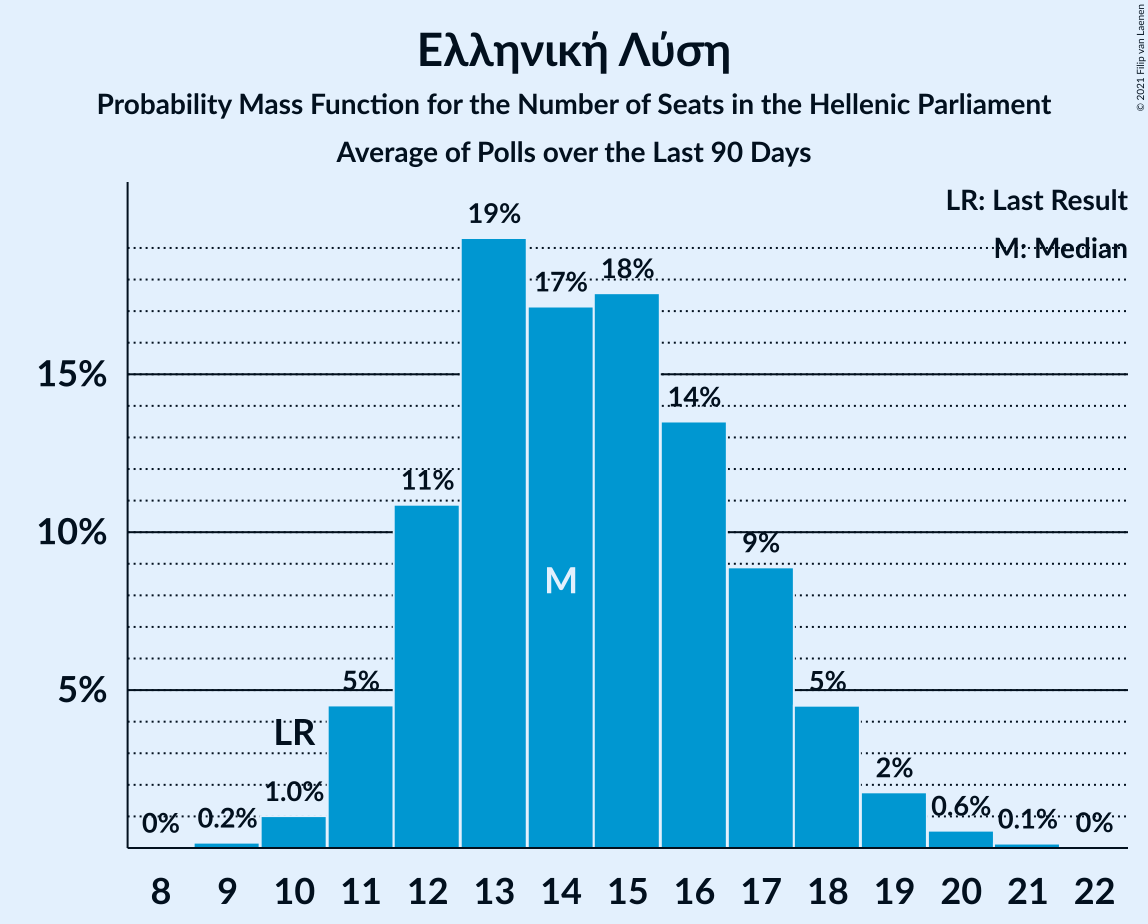 Ελληνική Λύση
Probability Mass Function for the Number of Seats in the Hellenic Parliament
Average of Polls over the Last 90 Days
© 2021 Filip van Laenen
LR: Last Result
M: Median
19%
18%
17%
15%
14%
11%
10%
9%
M
5%
5%
5%
LR
2%
1.0%
0.6%
0% 0.2%
0.1% 0%
8 9 10 11 12 13 14 15 16 17 18 19 20 21 22